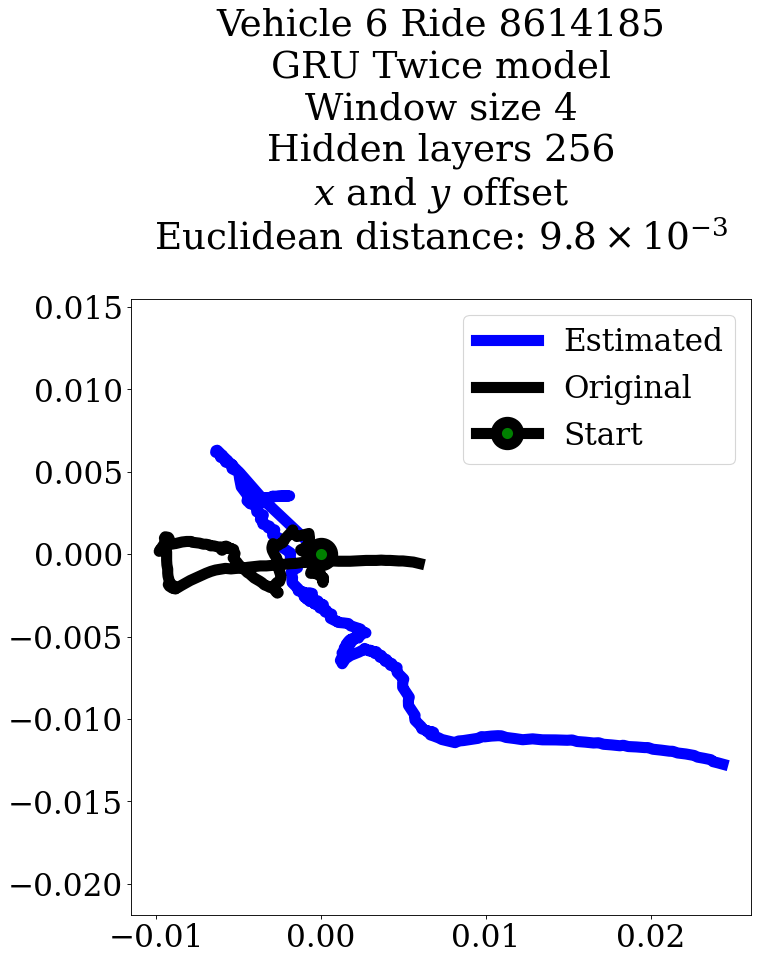 Vehicle 6 Ride 8614185
GRU Twice model
Window size 4
Hidden layers 256
x and y offset
Euclidean distance: 9.8 × 10⁻³
0.015
0.010
0.005
0.000
−0.005
−0.010
−0.015
−0.020
Estimated
Original
Start
−0.01 0.00 0.01 0.02